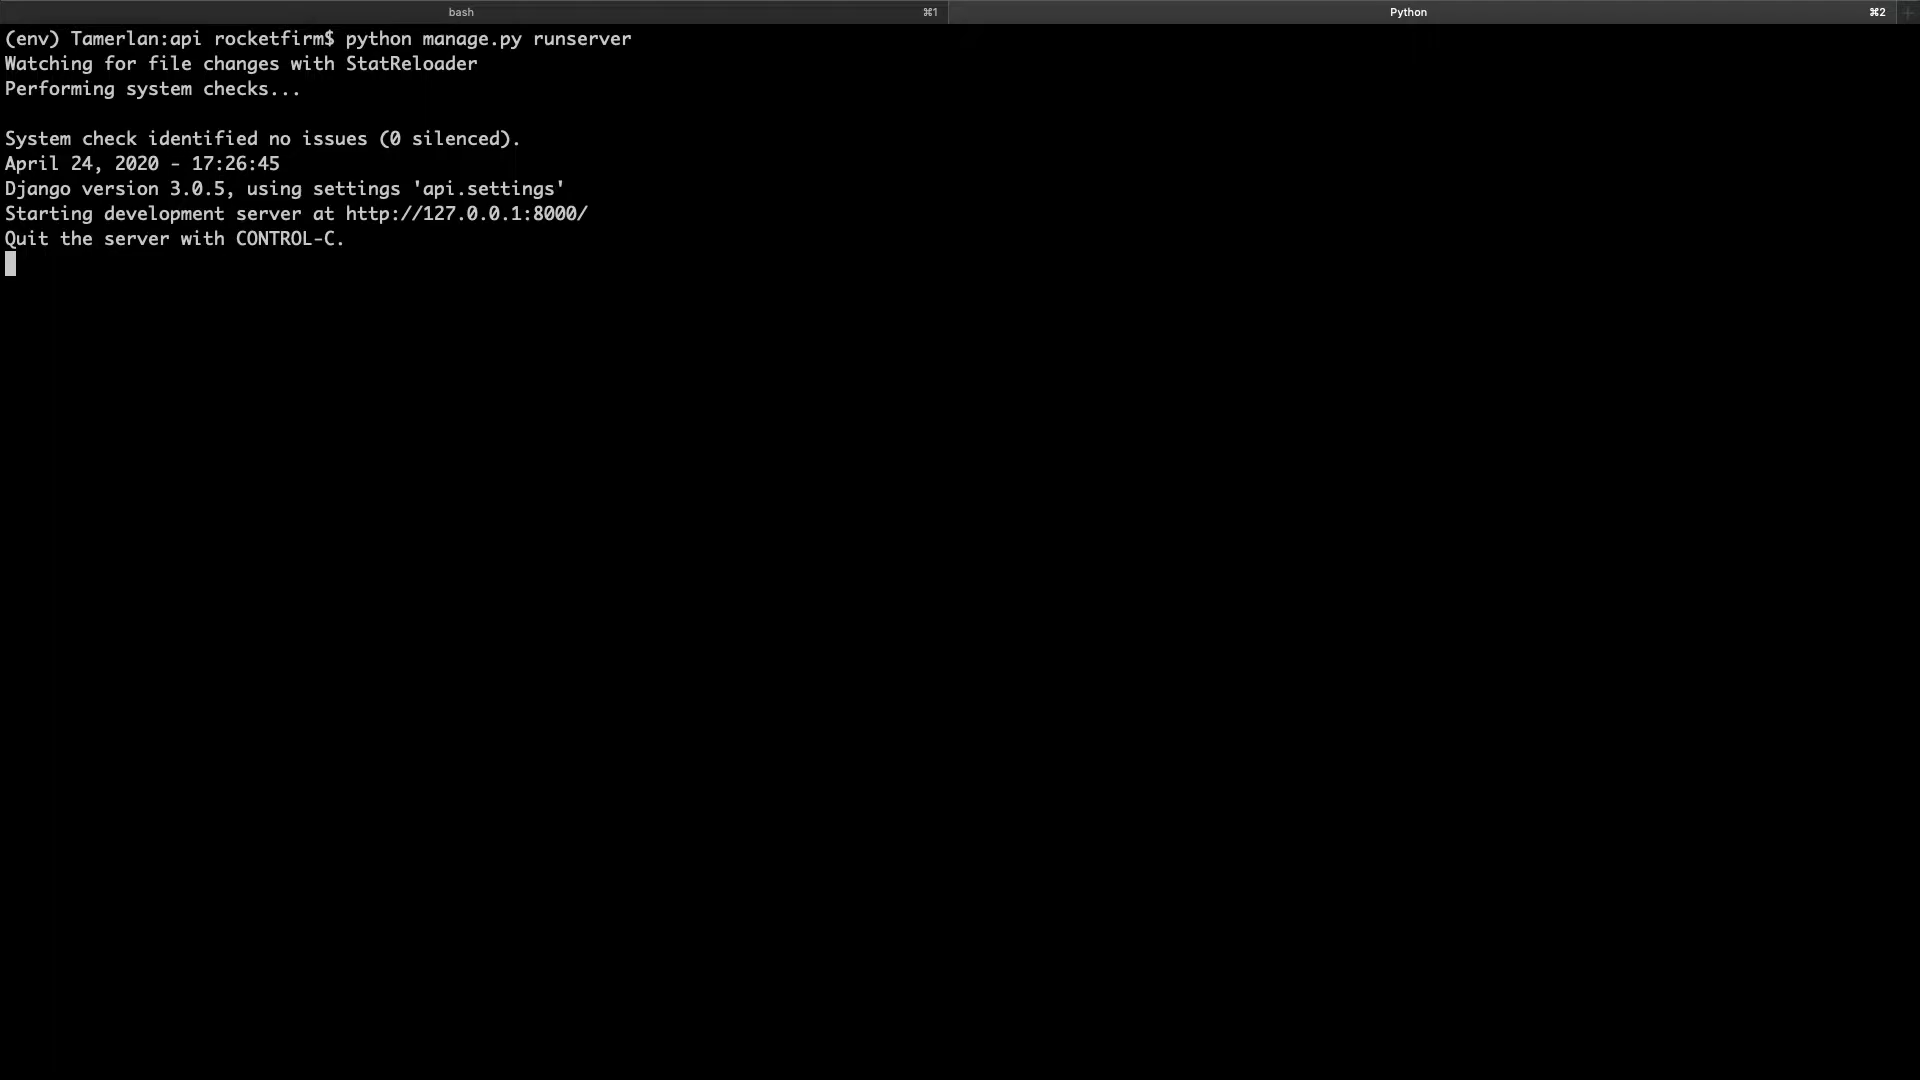 bash ⌘1 Python ⌘2 +
(env) Tamerlan:api rocketfirm$ python manage.py runserver
Watching for file changes with StatReloader
Performing system checks...
System check identified no issues (0 silenced).
April 24, 2020 - 17:26:45
Django version 3.0.5, using settings 'api.settings'
Starting development server at http://127.0.0.1:8000/
Quit the server with CONTROL-C.